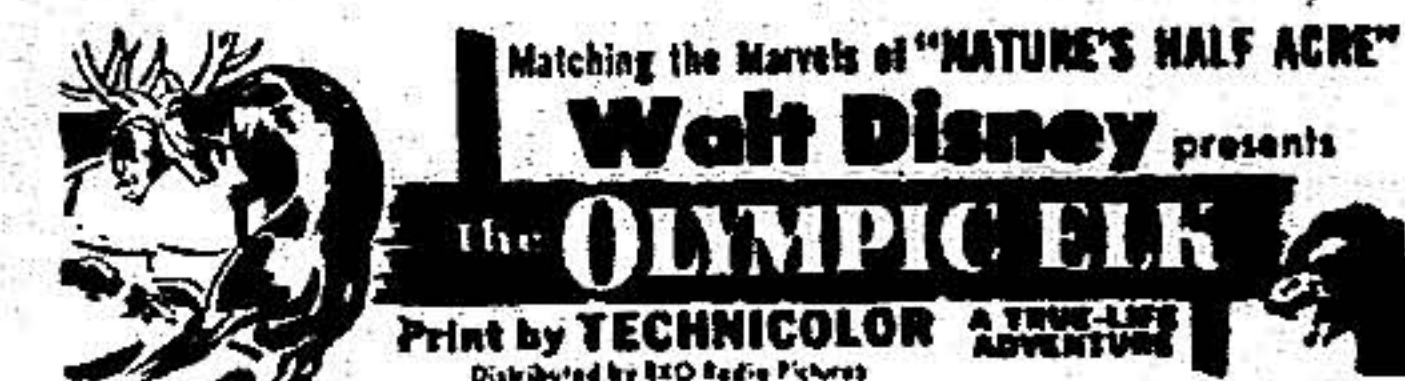 Matching the Marvels of "NATURE'S HALF ACRE"
Walt Disney presents
the OLYMPIC ELK
Print by TECHNICOLOR A TRUE-LIFE
ADVENTURE
Distributed by RKO Radio Pictures